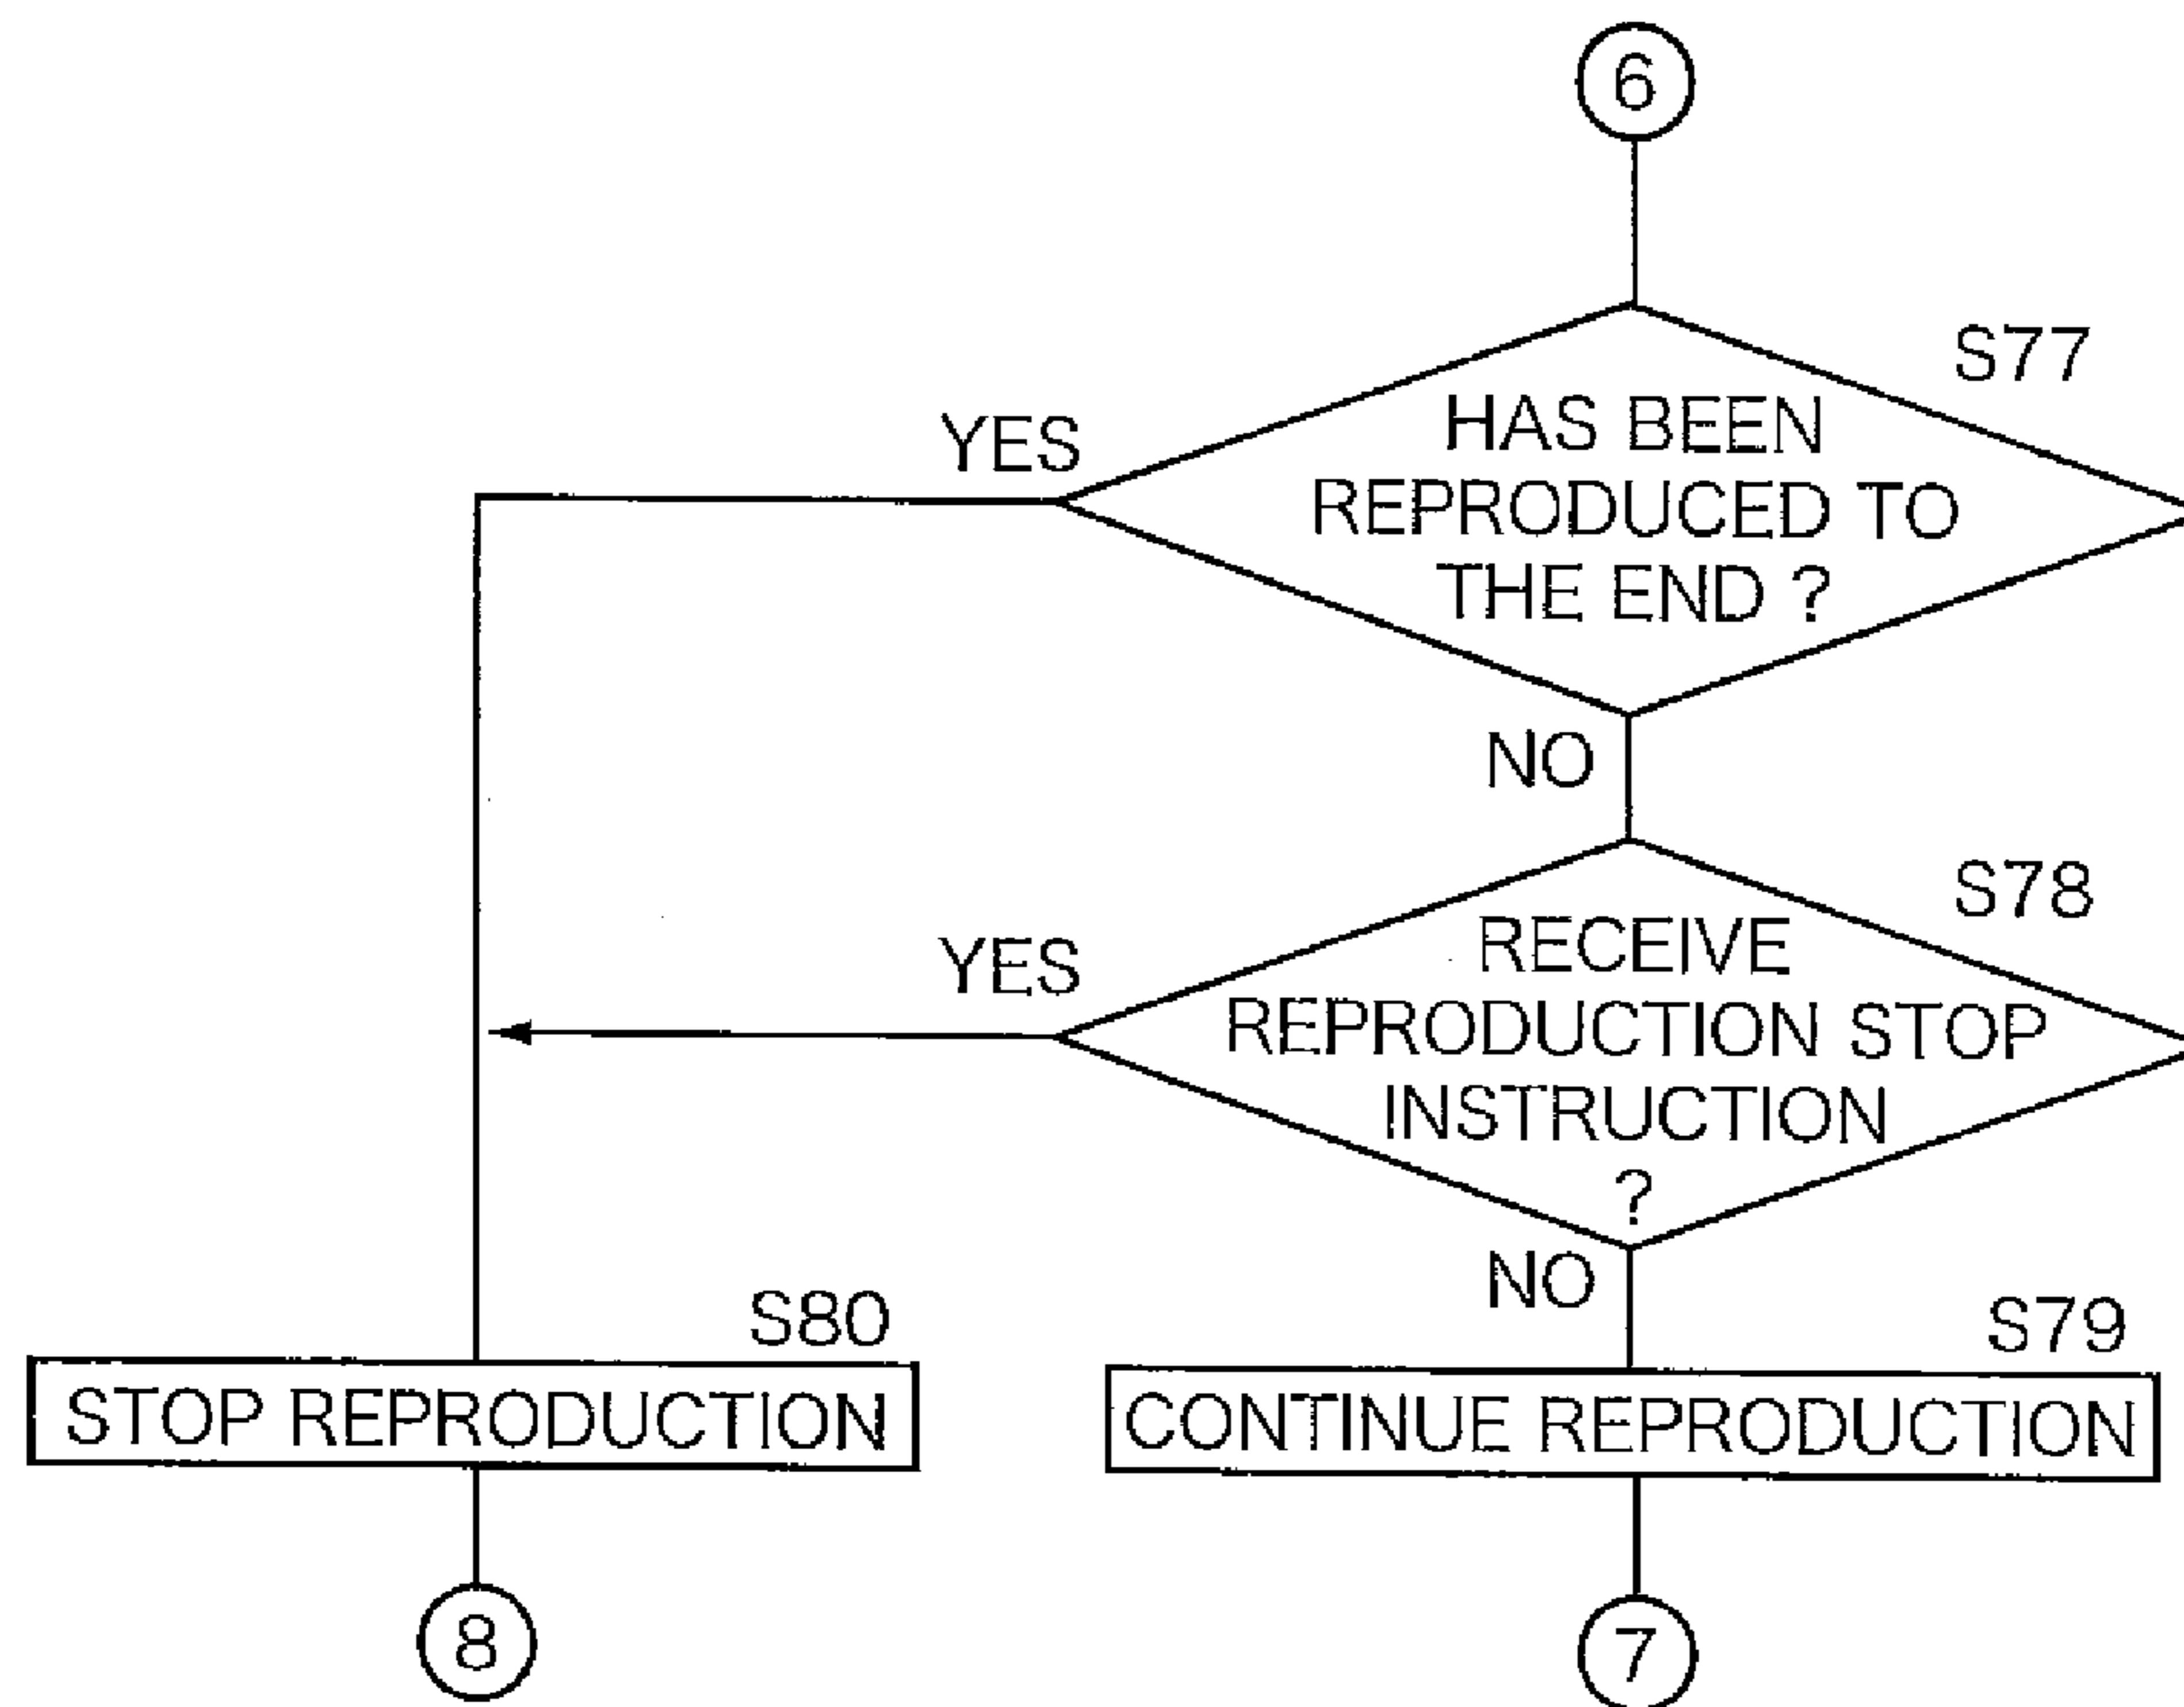 6
S77
HAS BEEN
REPRODUCED TO
THE END ?
YES
NO
S78
RECEIVE
REPRODUCTION STOP
INSTRUCTION
?
YES
NO
S80
STOP REPRODUCTION
S79
CONTINUE REPRODUCTION
8
7